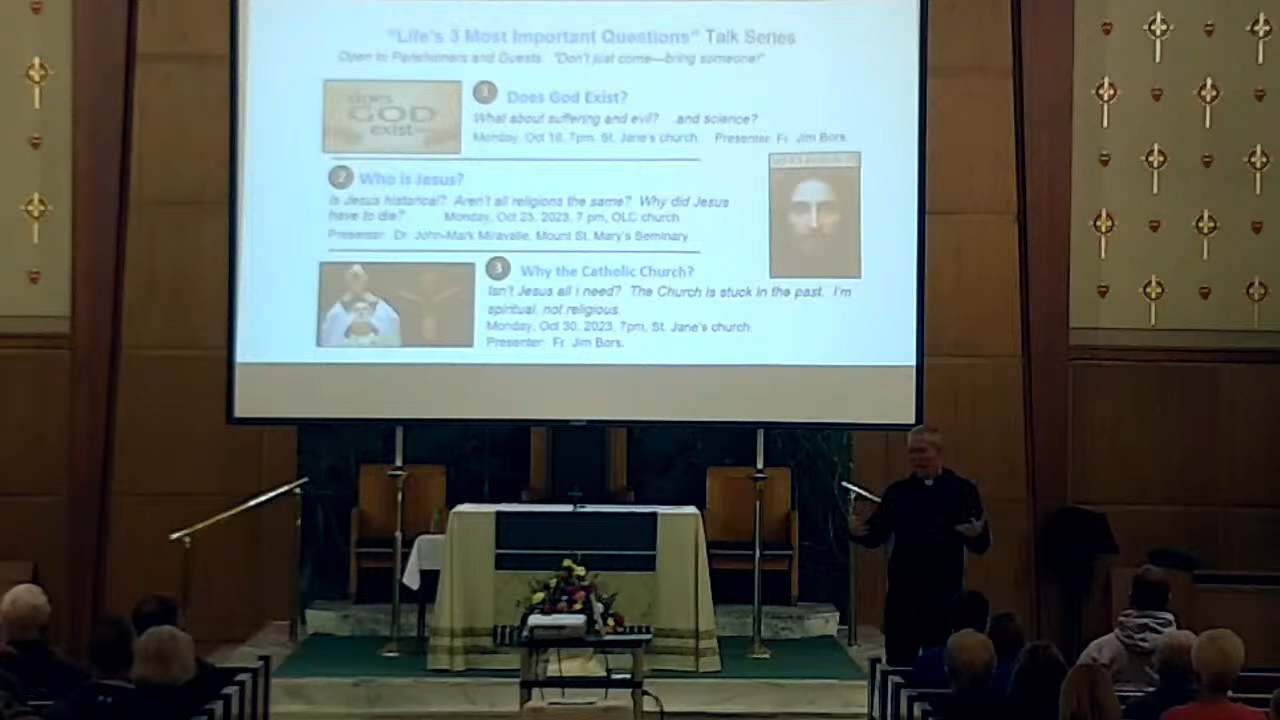 "Life's 3 Most Important Questions" Talk Series
Open to Parishioners and Guests "Don't just come—bring someone!"
does
GOD
exist
1 Does God Exist?
What about suffering and evil? ...and science?
Monday, Oct 16, 7pm, St. Jane's church Presenter Fr. Jim Bors.
2 Who is Jesus?
Is Jesus historical? Aren't all religions the same? Why did Jesus
have to die? Monday, Oct 23, 2023, 7 pm, OLC church
Presenter: Dr. John-Mark Miravalle, Mount St. Mary's Seminary
3 Why the Catholic Church?
Isn't Jesus all I need? The Church is stuck in the past. I'm
spiritual, not religious.
Monday, Oct 30, 2023, 7pm, St. Jane's church
Presenter: Fr. Jim Bors.